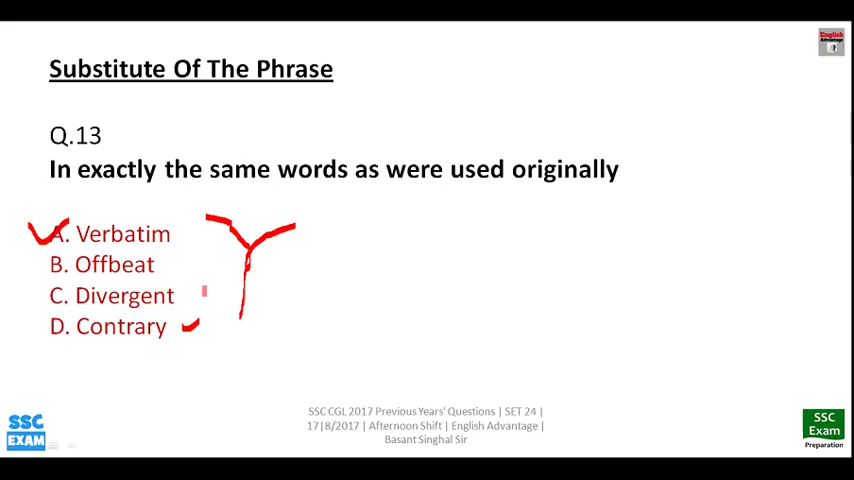 English
Advantage
Substitute Of The Phrase
Q.13
In exactly the same words as were used originally
A. Verbatim
B. Offbeat
C. Divergent
D. Contrary
SSC CGL 2017 Previous Years' Questions | SET 24 |
17|8/2017 | Afternoon Shift | English Advantage |
Basant Singhal Sir
SSC
EXAM
SSC
Exam
Preparation